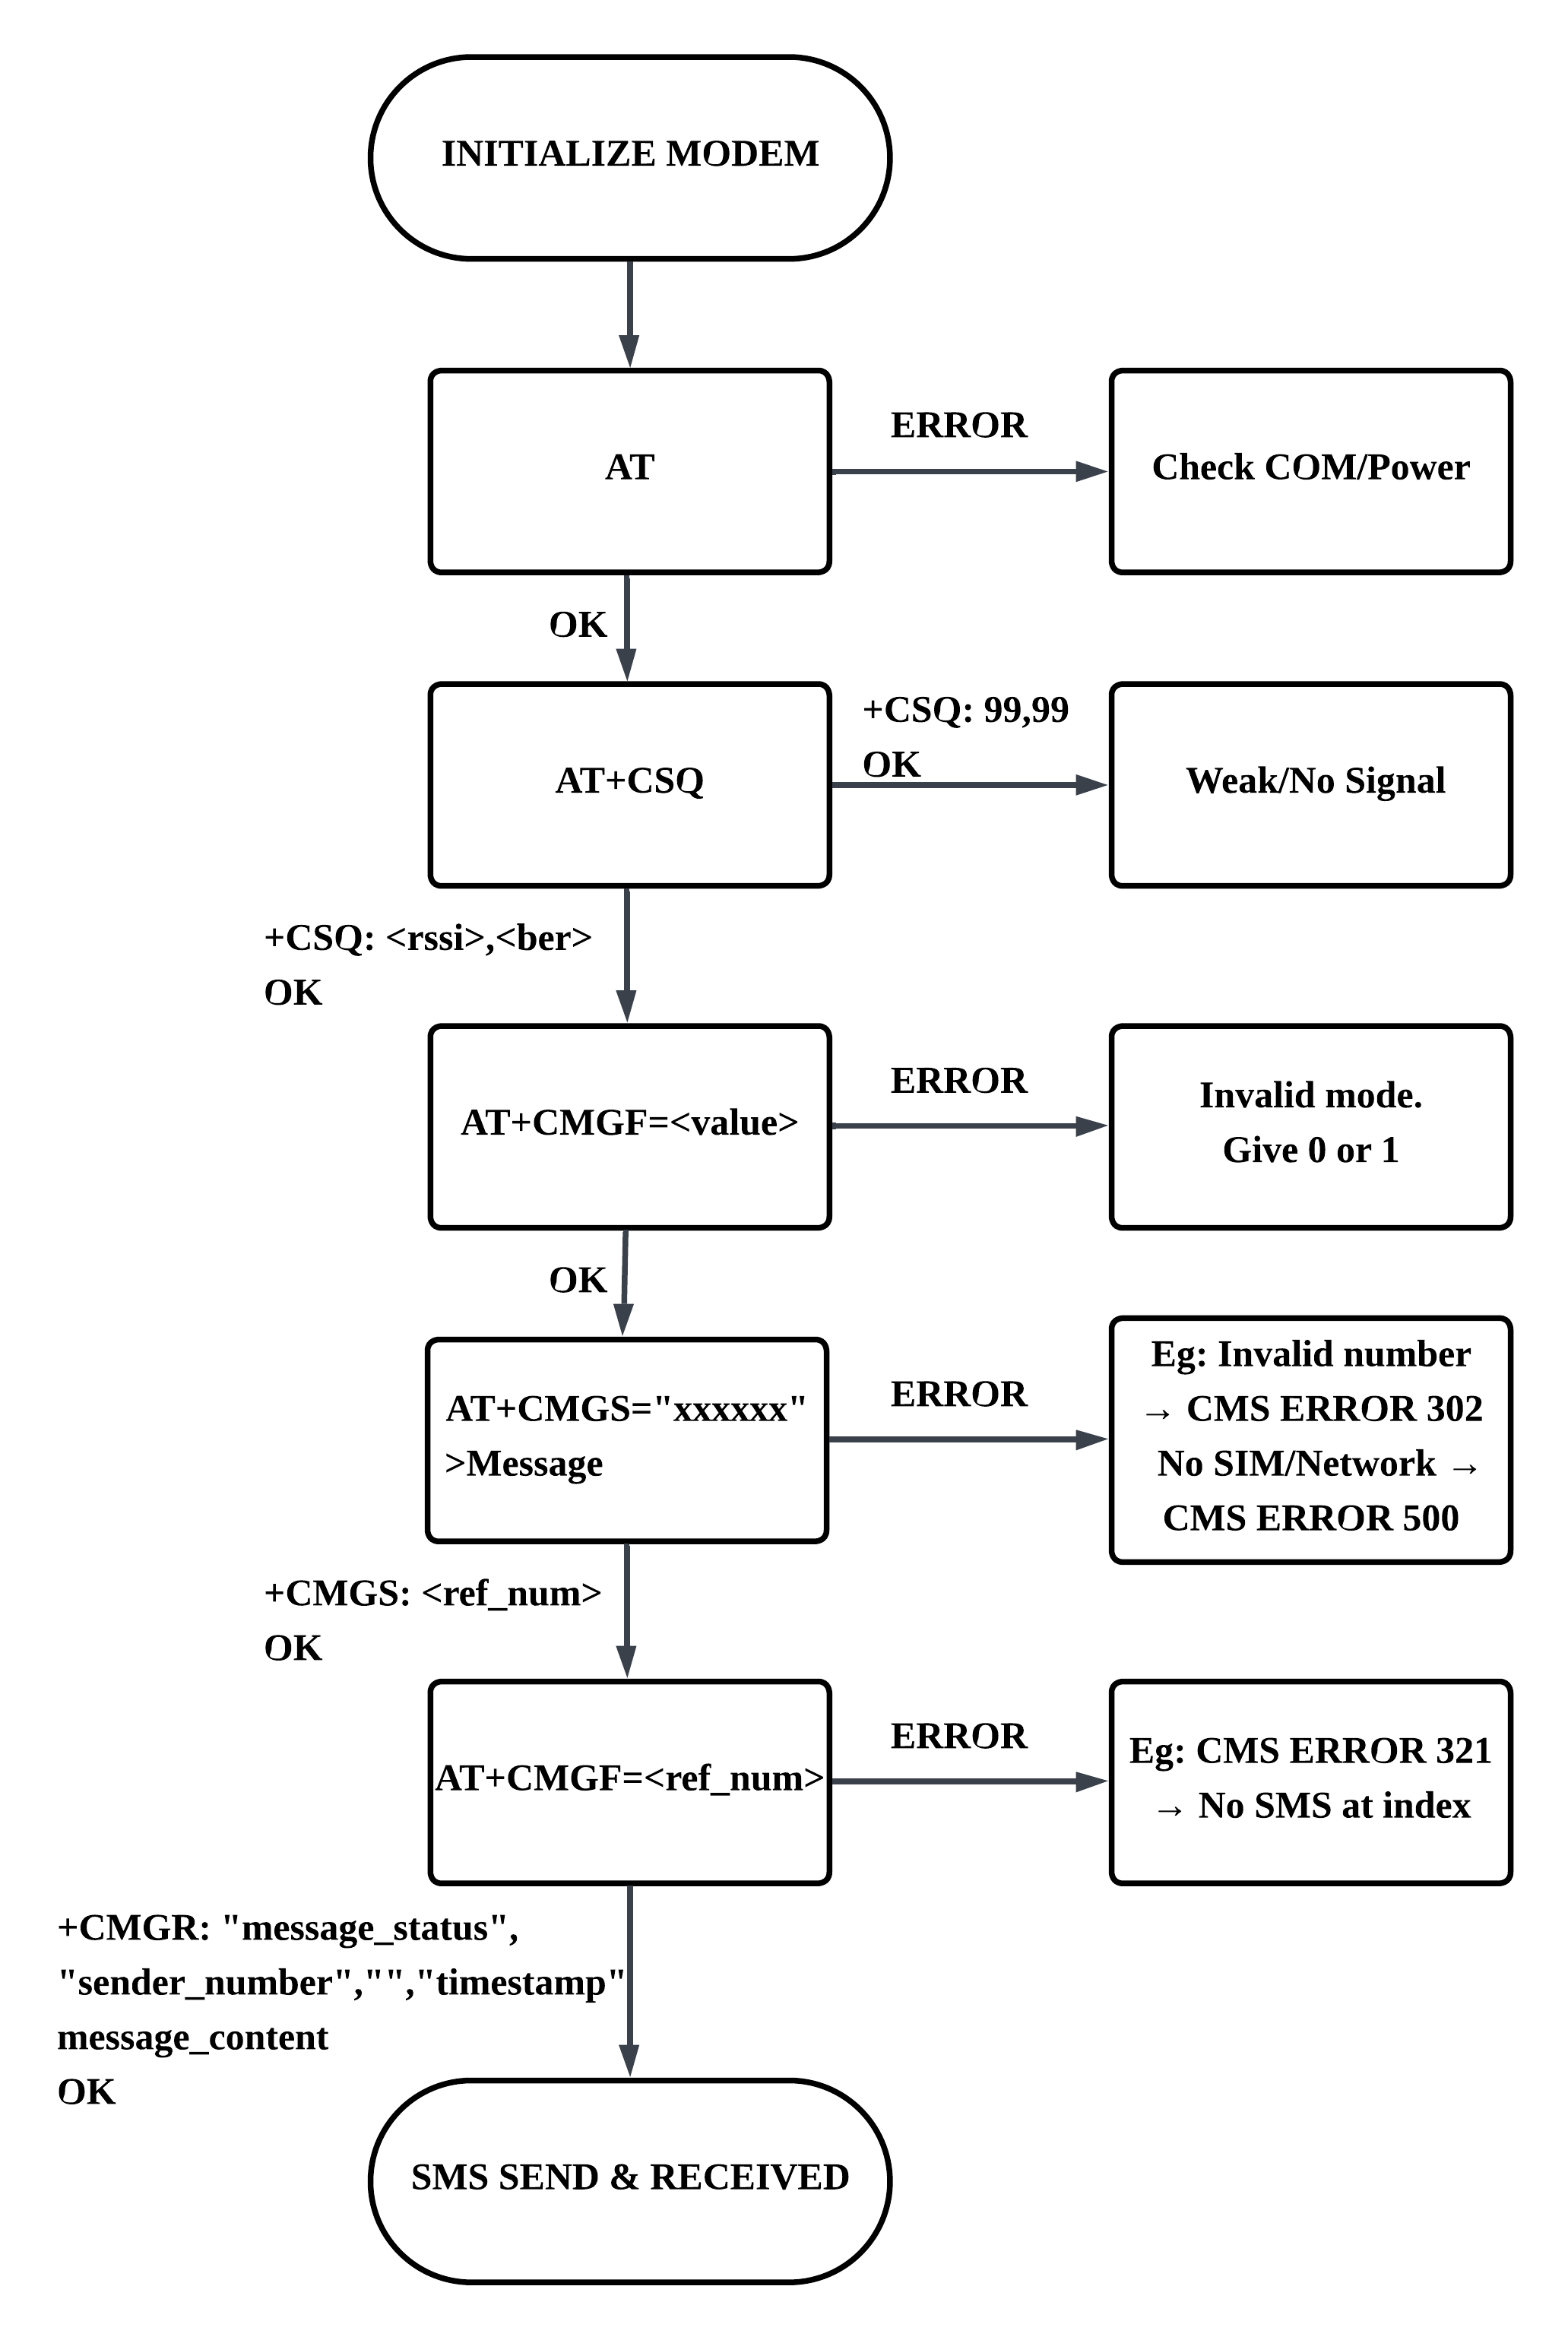 INITIALIZE MODEM
AT
ERROR
Check COM/Power
OK
AT+CSQ
+CSQ: 99,99
OK
Weak/No Signal
+CSQ: <rssi>,<ber>
OK
AT+CMGF=<value>
ERROR
Invalid mode.
Give 0 or 1
OK
AT+CMGS="xxxxxx"
>Message
ERROR
Eg: Invalid number
→ CMS ERROR 302
No SIM/Network →
CMS ERROR 500
+CMGS: <ref_num>
OK
AT+CMGF=<ref_num>
ERROR
Eg: CMS ERROR 321
→ No SMS at index
+CMGR: "message_status",
"sender_number","","timestamp"
message_content
OK
SMS SEND & RECEIVED